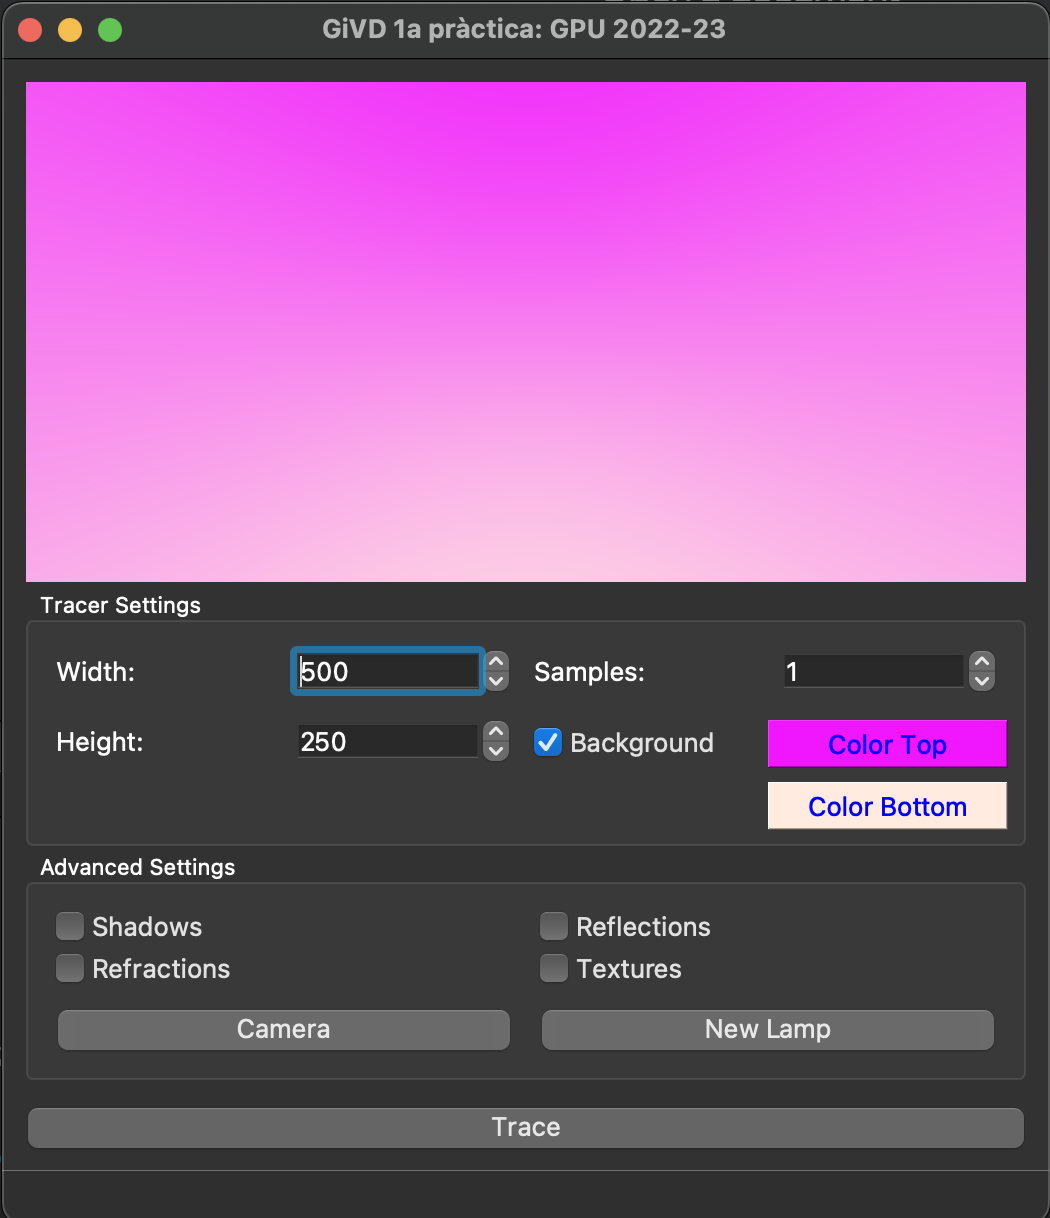 GiVD 1a pràctica: GPU 2022-23
Tracer Settings
Width: 500 Samples: 1
Height: 250 Background Color Top
Color Bottom
Advanced Settings
Shadows Reflections
Refractions Textures
Camera New Lamp
Trace